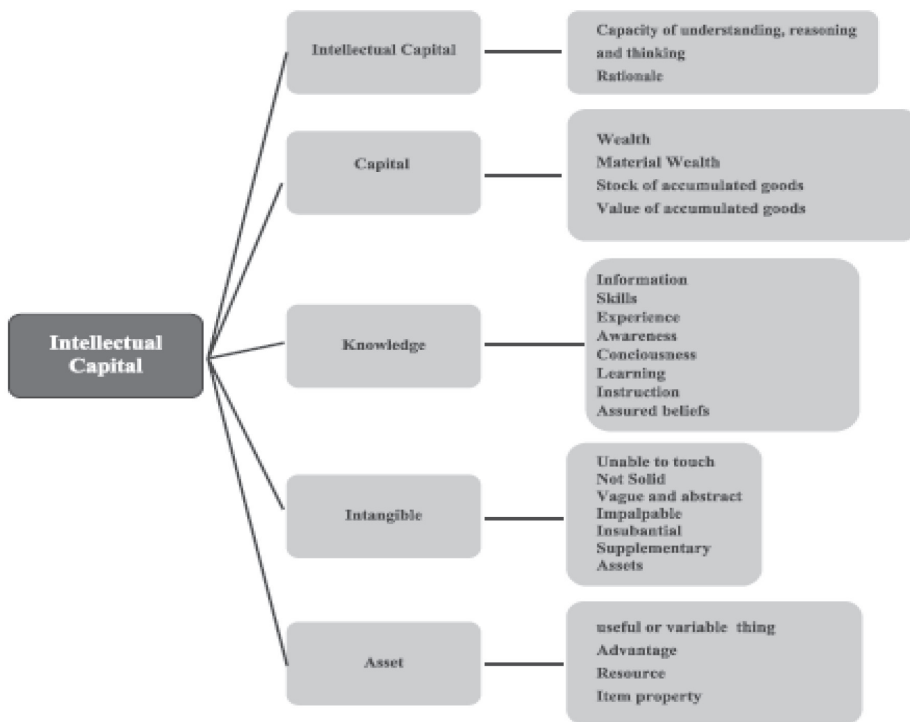 Intellectual Capital
Capacity of understanding, reasoning
and thinking
Rationale
Capital
Wealth
Material Wealth
Stock of accumulated goods
Value of accumulated goods
Intellectual
Capital
Knowledge
Information
Skills
Experience
Awareness
Conciousness
Learning
Instruction
Assured beliefs
Intangible
Unable to touch
Not Solid
Vague and abstract
Impalpable
Insubantial
Supplementary
Assets
Asset
useful or variable thing
Advantage
Resource
Item property